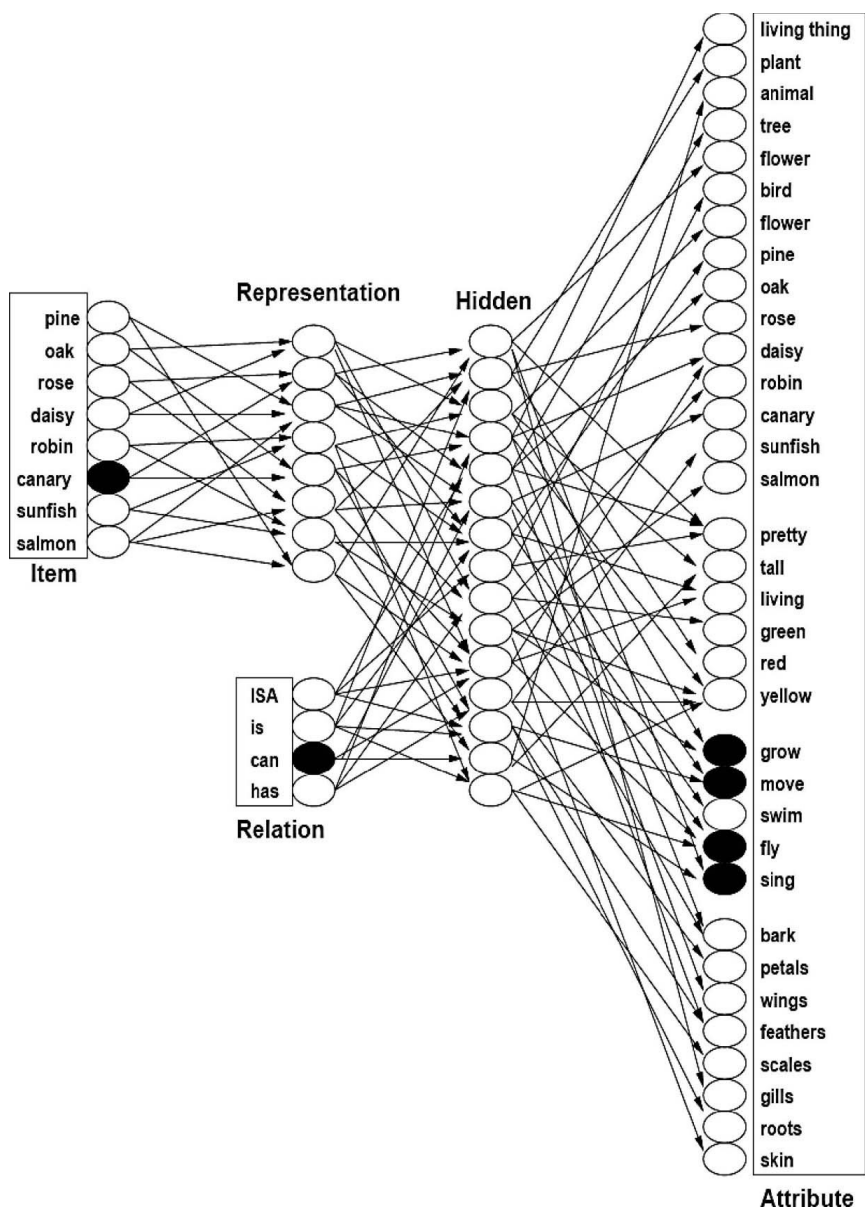 Representation
Hidden
pine
oak
rose
daisy
robin
canary
sunfish
salmon
Item
ISA
is
can
has
Relation
living thing
plant
animal
tree
flower
bird
flower
pine
oak
rose
daisy
robin
canary
sunfish
salmon
pretty
tall
living
green
red
yellow
grow
move
swim
fly
sing
bark
petals
wings
feathers
scales
gills
roots
skin
Attribute